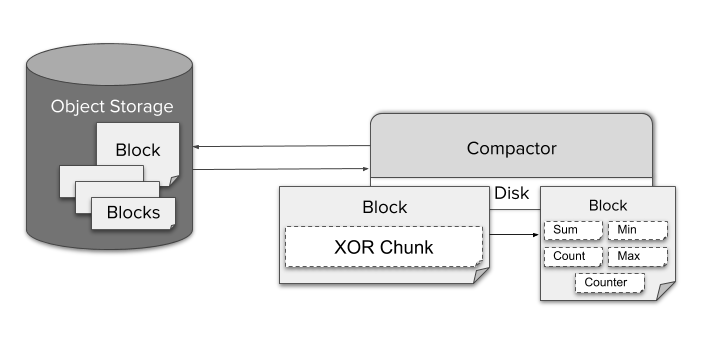 Object Storage
Block
Blocks
Compactor
Disk
Block
XOR Chunk
Block
Sum Min
Count Max
Counter